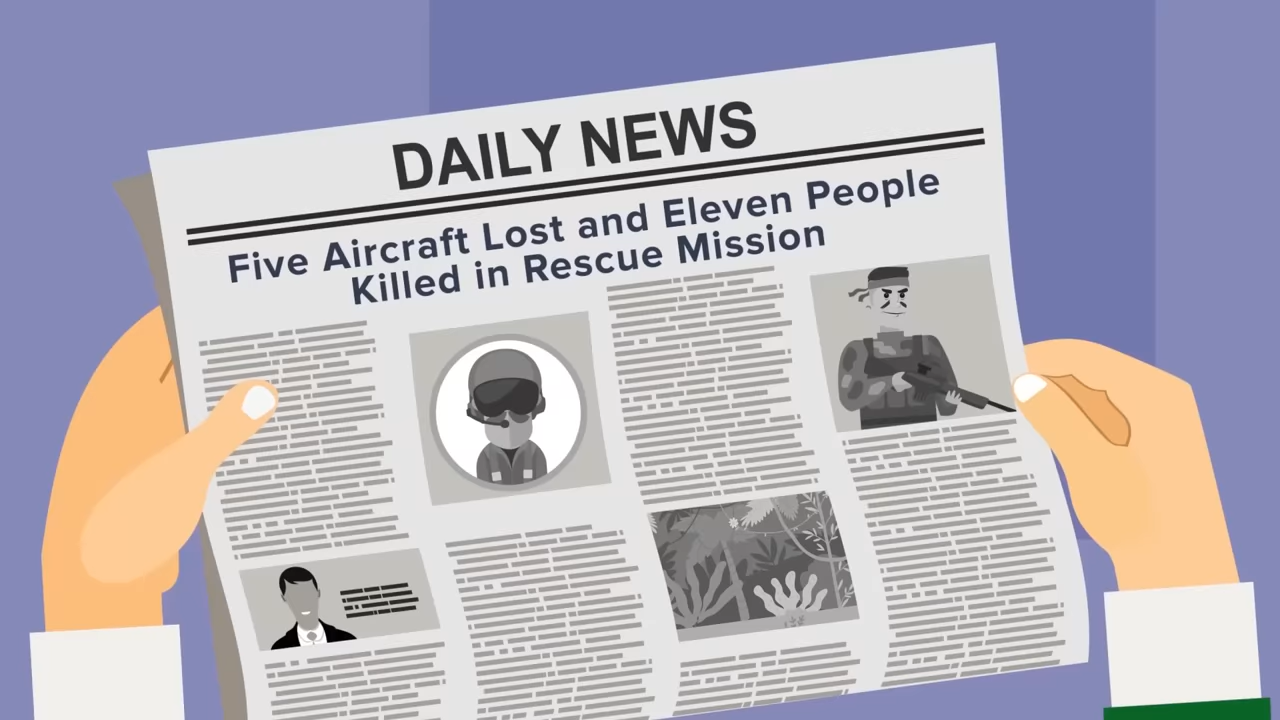 DAILY NEWS
Five Aircraft Lost and Eleven People
Killed in Rescue Mission